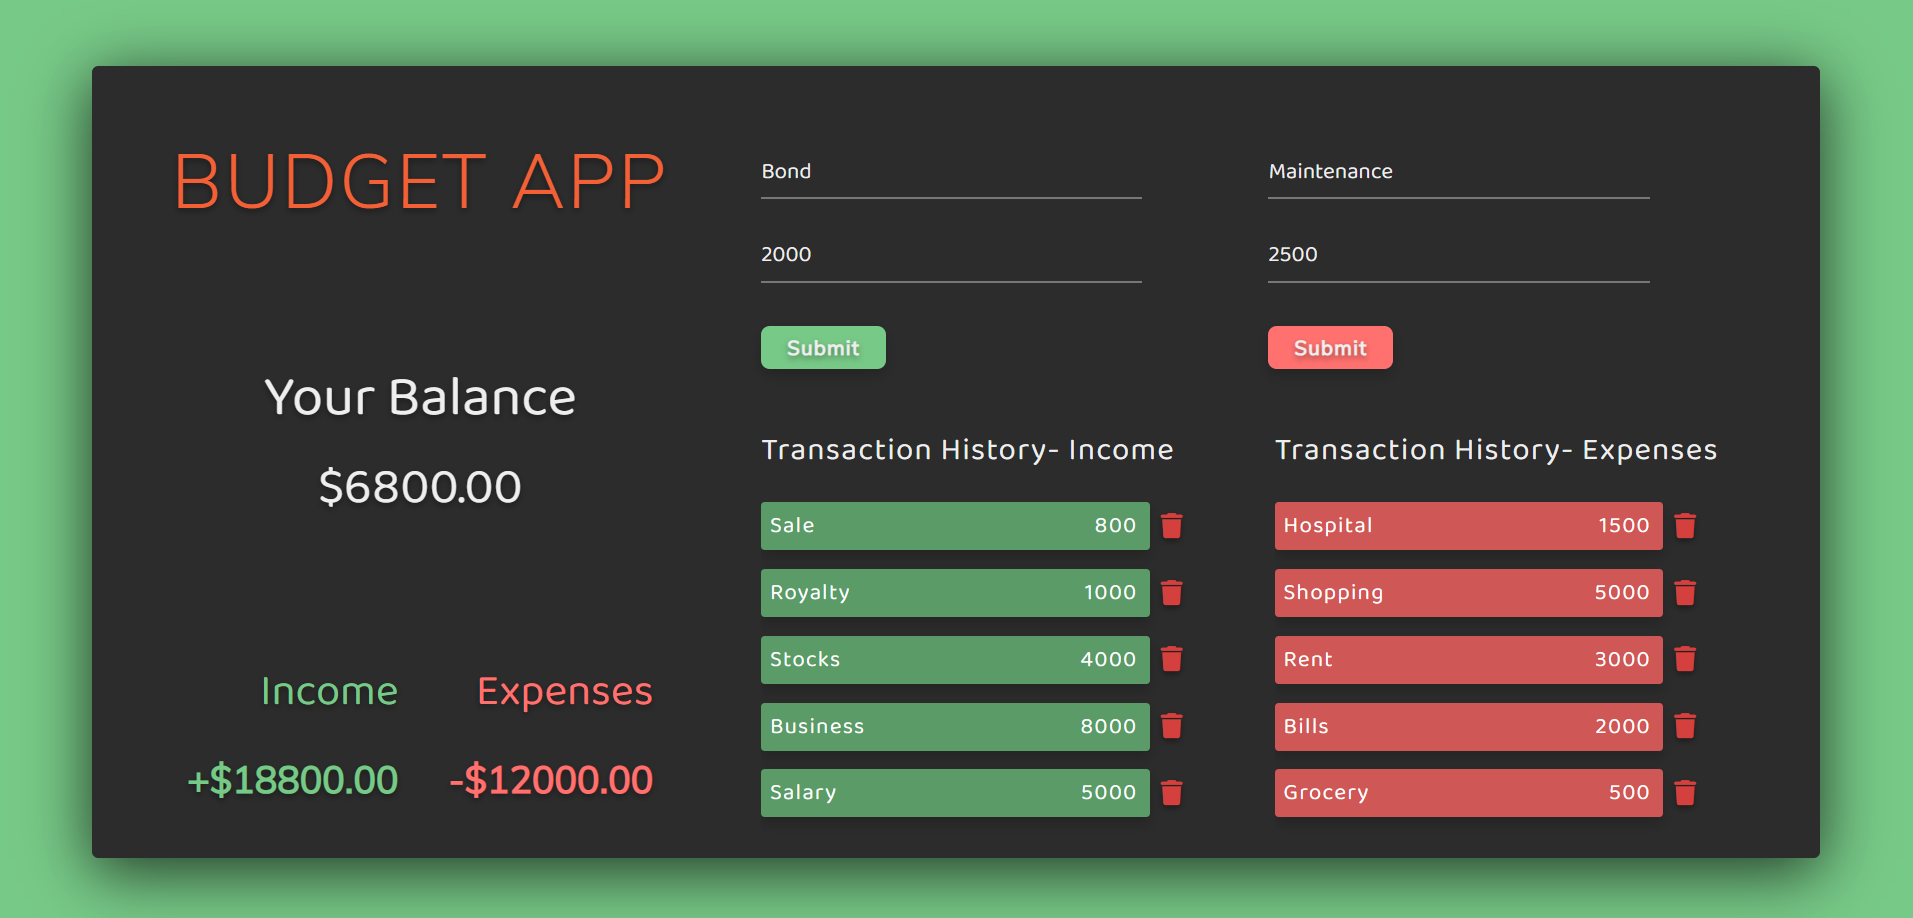 BUDGET APP
Your Balance
$6800.00
Income
+$18800.00
Expenses
-$12000.00
Bond
2000
Submit
Transaction History- Income
Sale 800
Royalty 1000
Stocks 4000
Business 8000
Salary 5000
Maintenance
2500
Submit
Transaction History- Expenses
Hospital 1500
Shopping 5000
Rent 3000
Bills 2000
Grocery 500